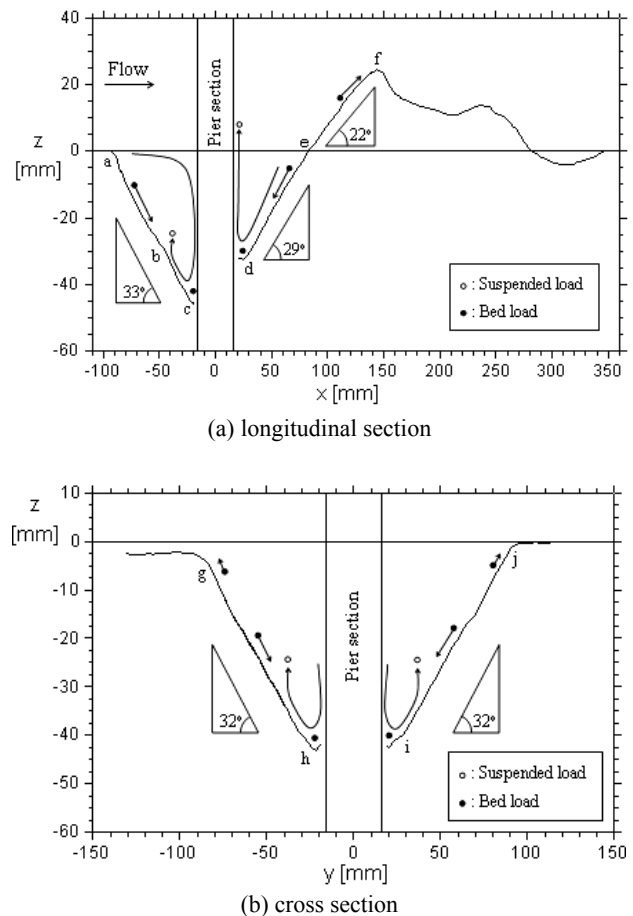 f
40
Flow
20
Pier section
z
[mm]
e
22°
0
a
-20
b
d
29°
-40
33°
c
○ : Suspended load
● : Bed load
-60
-100 -50 0 50 100 150 200 250 300 350
x [mm]
(a) longitudinal section
10
z
[mm]
0
g
j
-10
Pier section
-20
-30
32°
32°
-40
h
i
○ : Suspended load
● : Bed load
-50
-60
-150 -100 -50 0 50 100 150
y [mm]
(b) cross section